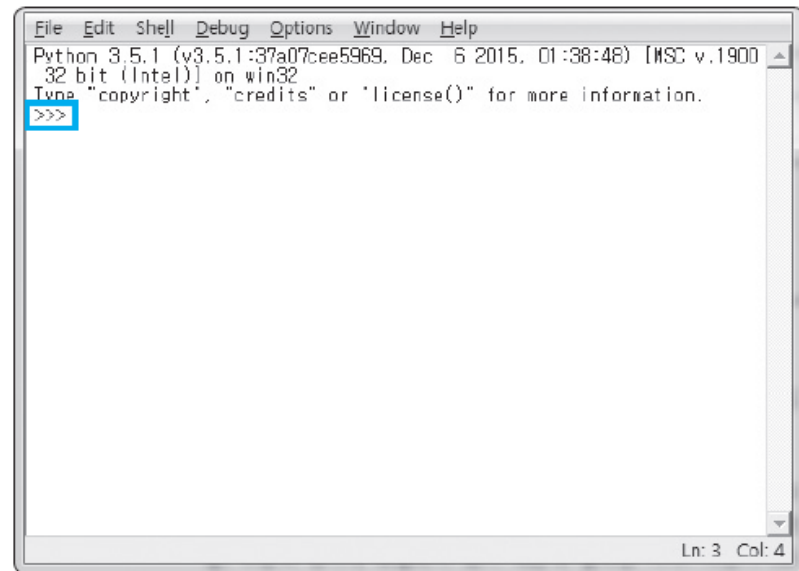 File Edit Shell Debug Options Window Help
Python 3.5.1 (v3.5.1:37a07cee5969, Dec  6 2015, 01:38:48) [MSC v.1900
 32 bit (Intel)] on win32
Type "copyright", "credits" or "license()" for more information.
>>>
Ln: 3 Col: 4